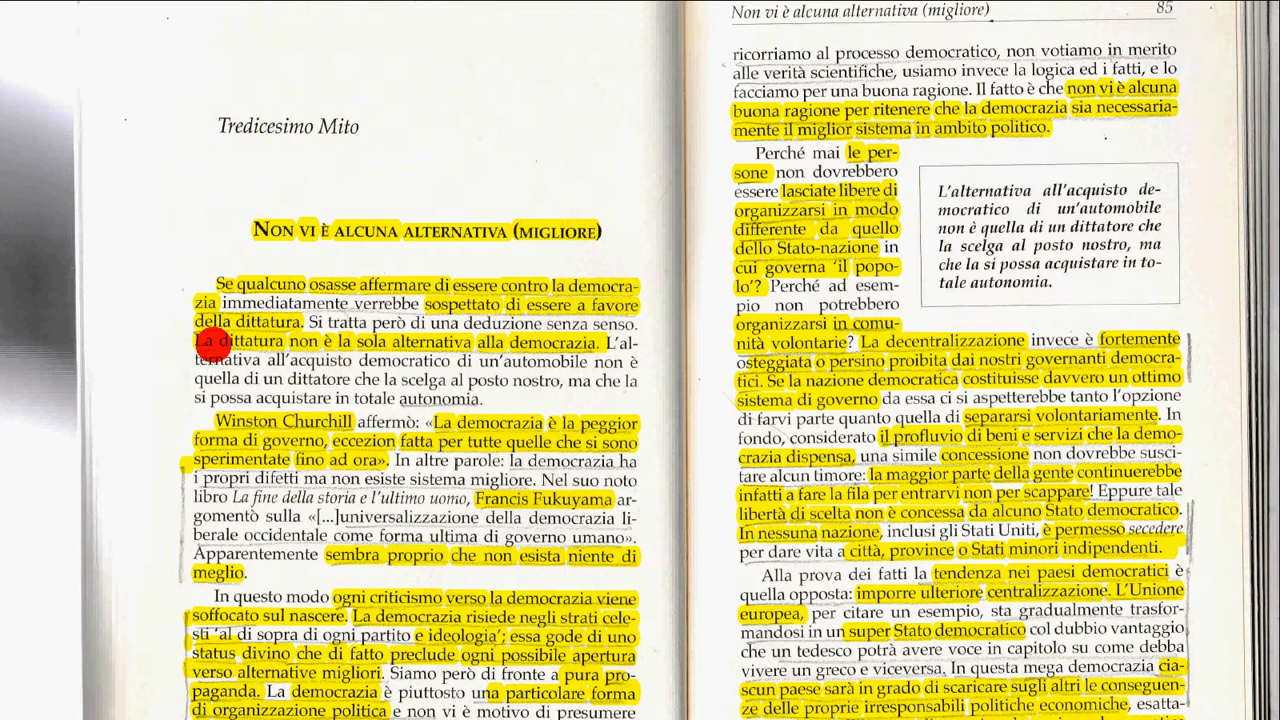 Tredicesimo Mito
NON VI È ALCUNA ALTERNATIVA (MIGLIORE)
Se qualcuno osasse affermare di essere contro la democra-
zia immediatamente verrebbe sospettato di essere a favore
della dittatura. Si tratta però di una deduzione senza senso.
La dittatura non è la sola alternativa alla democrazia. L'al-
ternativa all'acquisto democratico di un'automobile non è
quella di un dittatore che la scelga al posto nostro, ma che la
si possa acquistare in totale autonomia.
Winston Churchill affermò: «La democrazia è la peggior
forma di governo, eccezion fatta per tutte quelle che si sono
sperimentate fino ad ora». In altre parole: la democrazia ha
i propri difetti ma non esiste sistema migliore. Nel suo noto
libro La fine della storia e l'ultimo uomo, Francis Fukuyama ar-
gomentò sulla «[...]universalizzazione della democrazia li-
berale occidentale come forma ultima di governo umano».
Apparentemente sembra proprio che non esista niente di
meglio.
In questo modo ogni criticismo verso la democrazia viene
soffocato sul nascere. La democrazia risiede negli strati cele-
sti 'al di sopra di ogni partito e ideologia'; essa gode di uno
status divino che di fatto preclude ogni possibile apertura
verso alternative migliori. Siamo però di fronte a pura pro-
paganda. La democrazia è piuttosto una particolare forma
di organizzazione politica e non vi è motivo di presumere
Non vi è alcuna alternativa (migliore) 85
ricorriamo al processo democratico, non votiamo in merito
alle verità scientifiche, usiamo invece la logica ed i fatti, e lo
facciamo per una buona ragione. Il fatto è che non vi è alcuna
buona ragione per ritenere che la democrazia sia necessaria-
mente il miglior sistema in ambito politico.
Perché mai le per-
sone non dovrebbero
essere lasciate libere di
organizzarsi in modo
differente da quello
dello Stato-nazione in
cui governa 'il popo-
lo'? Perché ad esem-
pio non potrebbero
organizzarsi in comu-
nità volontarie? La decentralizzazione invece è fortemente
osteggiata o persino proibita dai nostri governanti democra-
tici. Se la nazione democratica costituisse davvero un ottimo
sistema di governo da essa ci si aspetterebbe tanto l'opzione
di farvi parte quanto quella di separarsi volontariamente. In
fondo, considerato il profluvio di beni e servizi che la demo-
crazia dispensa, una simile concessione non dovrebbe susci-
tare alcun timore: la maggior parte della gente continuerebbe
infatti a fare la fila per entrarvi non per scappare! Eppure tale
libertà di scelta non è concessa da alcuno Stato democratico.
In nessuna nazione, inclusi gli Stati Uniti, è permesso secedere
per dare vita a città, province o Stati minori indipendenti.
Alla prova dei fatti la tendenza nei paesi democratici è
quella opposta: imporre ulteriore centralizzazione. L'Unione
europea, per citare un esempio, sta gradualmente trasfor-
mandosi in un super Stato democratico col dubbio vantaggio
che un tedesco potrà avere voce in capitolo su come debba
vivere un greco e viceversa. In questa mega democrazia cia-
scun paese sarà in grado di scaricare sugli altri le conseguen-
ze delle proprie irresponsabili politiche economiche, esatta-
L'alternativa all'acquisto de-
mocratico di un'automobile
non è quella di un dittatore che
la scelga al posto nostro, ma
che la si possa acquistare in to-
tale autonomia.